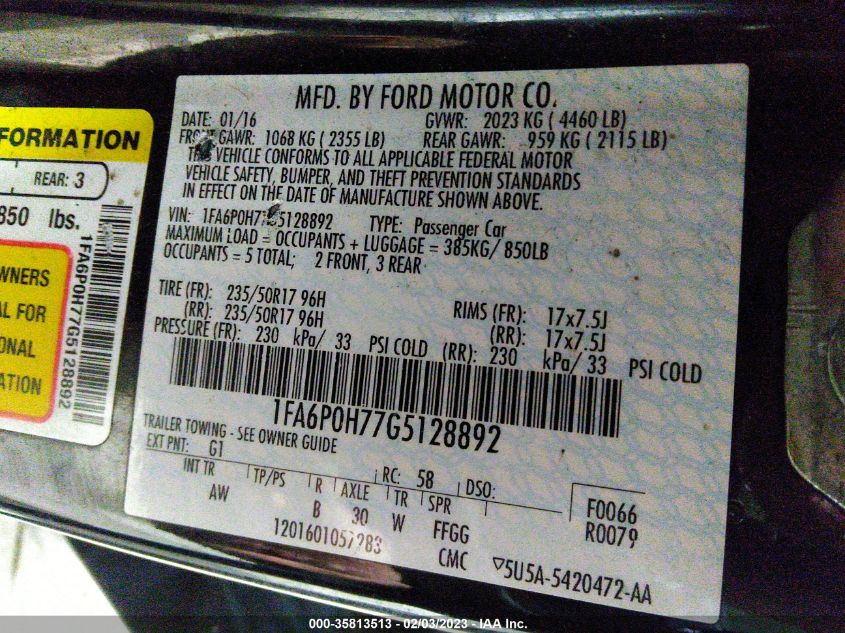 FORMATION
REAR: 3
850 lbs.
WNERS
AL FOR
ONAL
ATION
1FA6P0H77G5128892
MFD. BY FORD MOTOR CO.
DATE: 01/16 GVWR: 2023 KG ( 4460 LB)
FRONT GAWR: 1068 KG ( 2355 LB) REAR GAWR: 959 KG ( 2115 LB)
THIS VEHICLE CONFORMS TO ALL APPLICABLE FEDERAL MOTOR
VEHICLE SAFETY, BUMPER, AND THEFT PREVENTION STANDARDS
IN EFFECT ON THE DATE OF MANUFACTURE SHOWN ABOVE.
VIN: 1FA6P0H77G5128892 TYPE: Passenger Car
MAXIMUM LOAD = OCCUPANTS + LUGGAGE = 385KG/ 850LB
OCCUPANTS = 5 TOTAL; 2 FRONT, 3 REAR
TIRE (FR): 235/50R17 96H RIMS (FR): 17x7.5J
(RR): 235/50R17 96H (RR): 17x7.5J
PRESSURE (FR): 230 kPa/ 33 PSI COLD (RR): 230 kPa/ 33 PSI COLD
1FA6P0H77G5128892
TRAILER TOWING - SEE OWNER GUIDE
EXT PNT: G1 RC: 58 DSO:
INT TR TP/PS R AXLE TR SPR F0066
AW B 30 W FFGG R0079
1201601057283 CMC ▽5U5A-5420472-AA
000-35813513 - 02/03/2023 - IAA Inc.